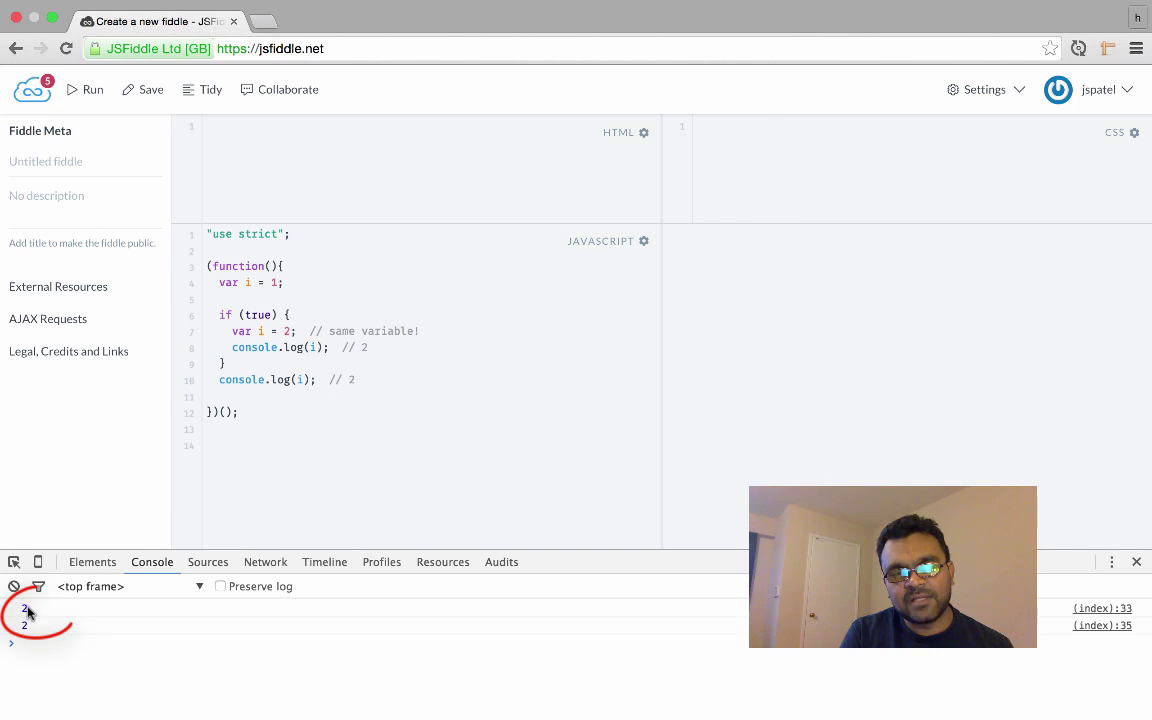 Create a new fiddle - JSFid
h
JSFiddle Ltd [GB] https://jsfiddle.net
5
Run Save Tidy Collaborate Settings jspatel
Fiddle Meta
Untitled fiddle
No description
Add title to make the fiddle public.
External Resources
AJAX Requests
Legal, Credits and Links
1 HTML
1 CSS
JAVASCRIPT
1 "use strict";
2
3 (function(){
4 var i = 1;
5
6 if (true) {
7 var i = 2; // same variable!
8 console.log(i); // 2
9 }
10 console.log(i); // 2
11
12 })();
13
14
Elements Console Sources Network Timeline Profiles Resources Audits
<top frame> Preserve log
2 (index):33
2 (index):35